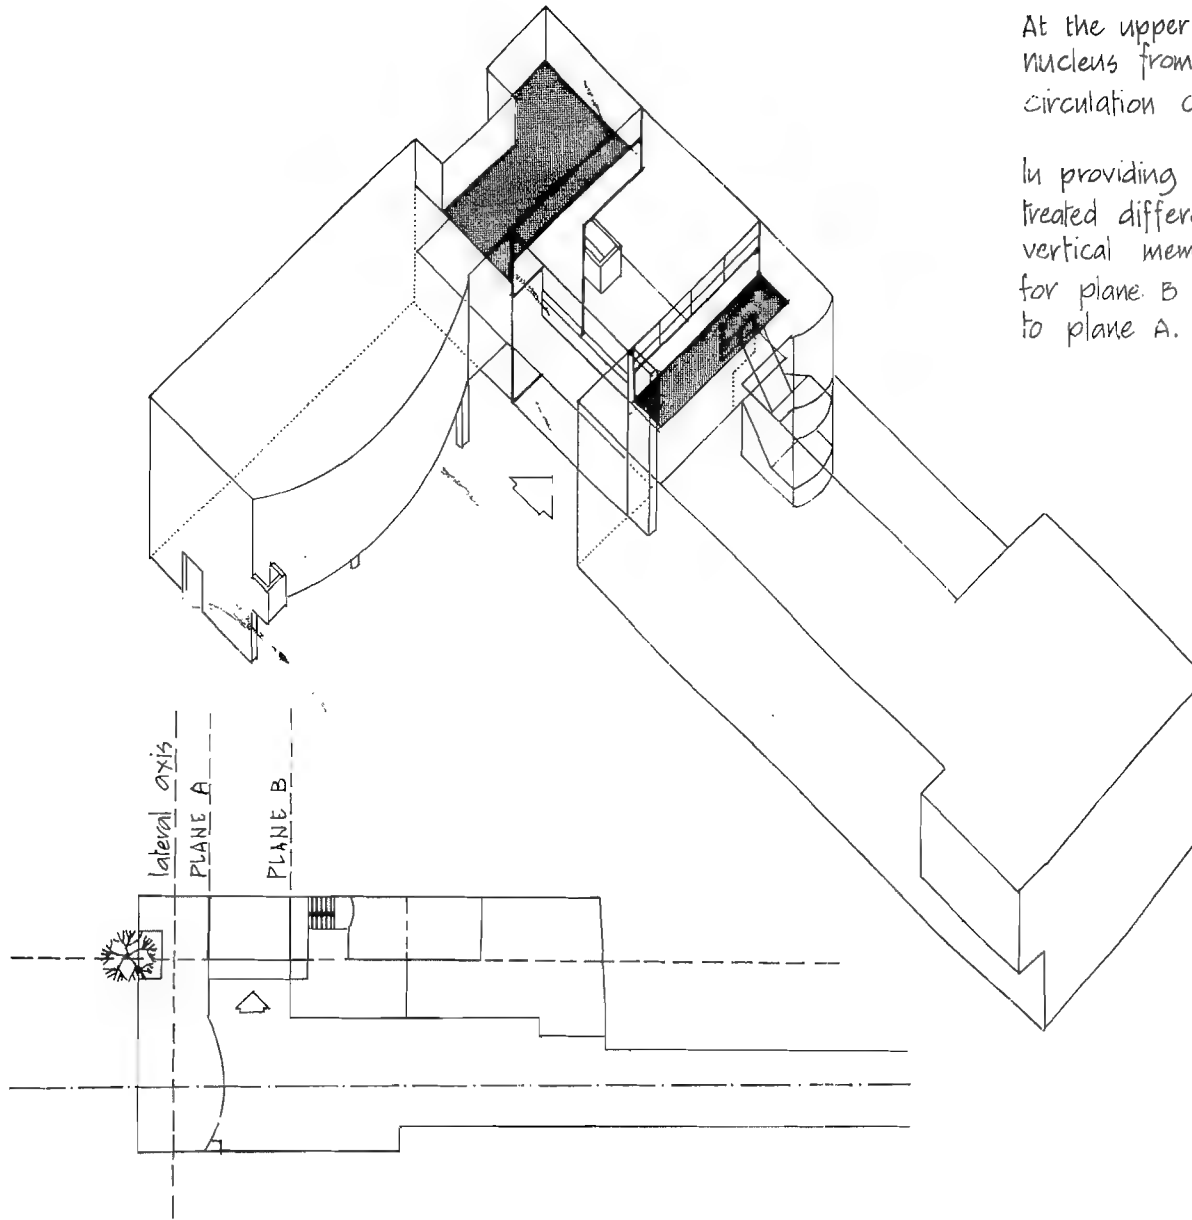 At the upper
nucleus from
circulation c
In providing
treated differe
vertical mem
for plane B
to plane A.
lateral axis
PLANE A
PLANE B